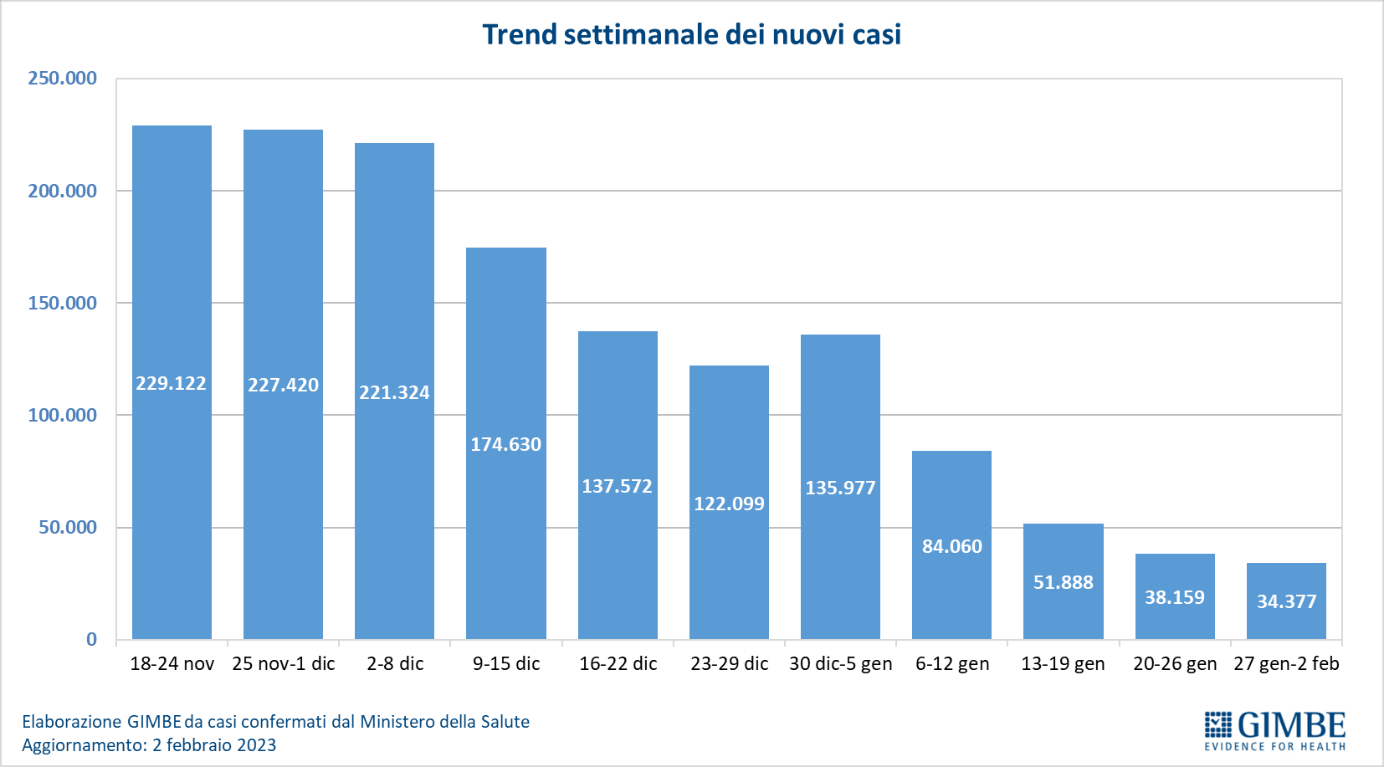 Trend settimanale dei nuovi casi
250.000
200.000
150.000
100.000
50.000
0
229.122
227.420
221.324
174.630
137.572
122.099
135.977
84.060
51.888
38.159
34.377
18-24 nov
25 nov-1 dic
2-8 dic
9-15 dic
16-22 dic
23-29 dic
30 dic-5 gen
6-12 gen
13-19 gen
20-26 gen
27 gen-2 feb
Elaborazione GIMBE da casi confermati dal Ministero della Salute
Aggiornamento: 2 febbraio 2023
GIMBE
EVIDENCE FOR HEALTH